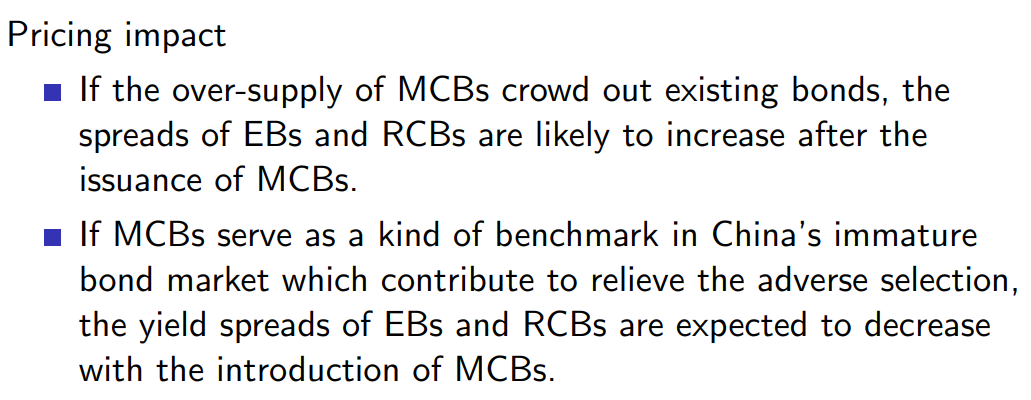 Pricing impact
If the over-supply of MCBs crowd out existing bonds, the
spreads of EBs and RCBs are likely to increase after the
issuance of MCBs.
If MCBs serve as a kind of benchmark in China's immature
bond market which contribute to relieve the adverse selection,
the yield spreads of EBs and RCBs are expected to decrease
with the introduction of MCBs.